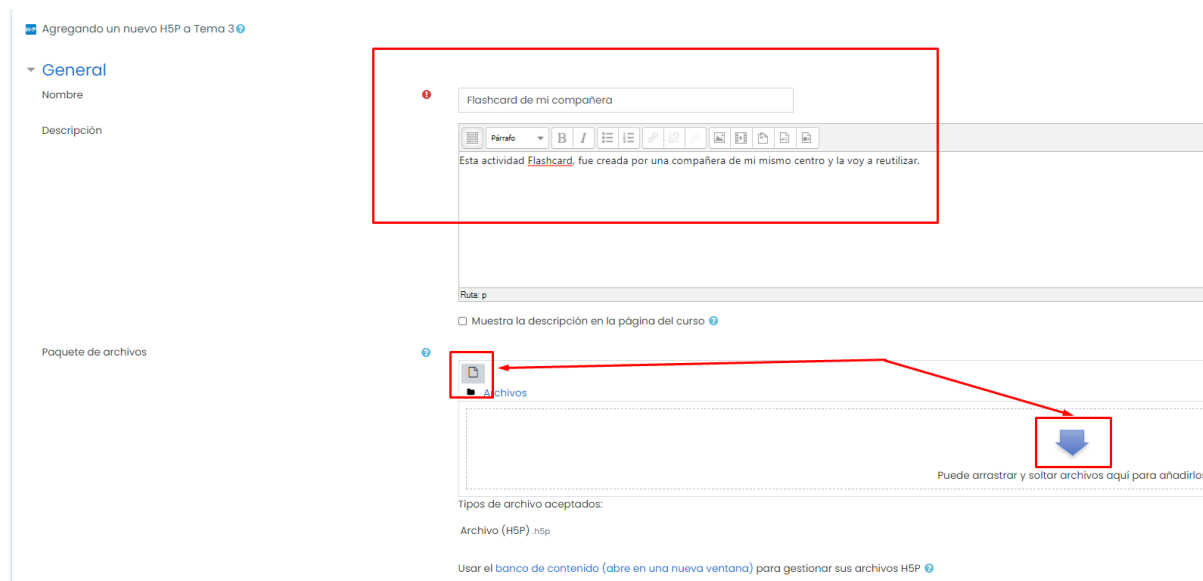 H-P Agregando un nuevo H5P a Tema 3
General
Nombre
Flashcard de mi compañera
Descripción
Párrafo
B I
Esta actividad Flashcard, fue creada por una compañera de mi mismo centro y la voy a reutilizar.
Ruta: p
Muestra la descripción en la página del curso
Paquete de archivos
Archivos
Puede arrastrar y soltar archivos aquí para añadirlos
Tipos de archivo aceptados:
Archivo (H5P) .h5p
Usar el banco de contenido (abre en una nueva ventana) para gestionar sus archivos H5P